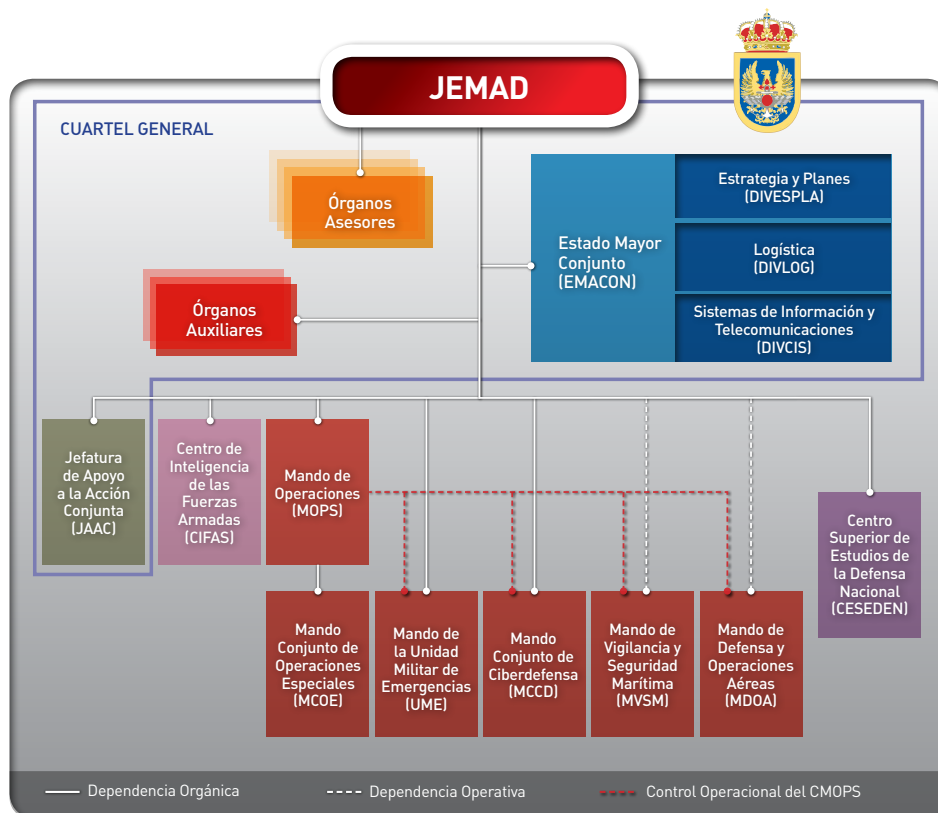 JEMAD
CUARTEL GENERAL
Órganos
Asesores
Estado Mayor
Conjunto
(EMACON)
Estrategia y Planes
(DIVESPLA)
Logística
(DIVLOG)
Sistemas de Información y
Telecomunicaciones
(DIVCIS)
Órganos
Auxiliares
Jefatura
de Apoyo
a la Acción
Conjunta
(JAAC)
Centro de
Inteligencia
de las
Fuerzas
Armadas
(CIFAS)
Mando de
Operaciones
(MOPS)
Centro
Superior de
Estudios de
la Defensa
Nacional
(CESEDEN)
Mando
Conjunto de
Operaciones
Especiales
(MCOE)
Mando de
la Unidad
Militar de
Emergencias
(UME)
Mando
Conjunto de
Ciberdefensa
(MCCD)
Mando de
Vigilancia y
Seguridad
Marítima
(MVSM)
Mando de
Defensa y
Operaciones
Aéreas
(MDOA)
Dependencia Orgánica
Dependencia Operativa
Control Operacional del CMOPS